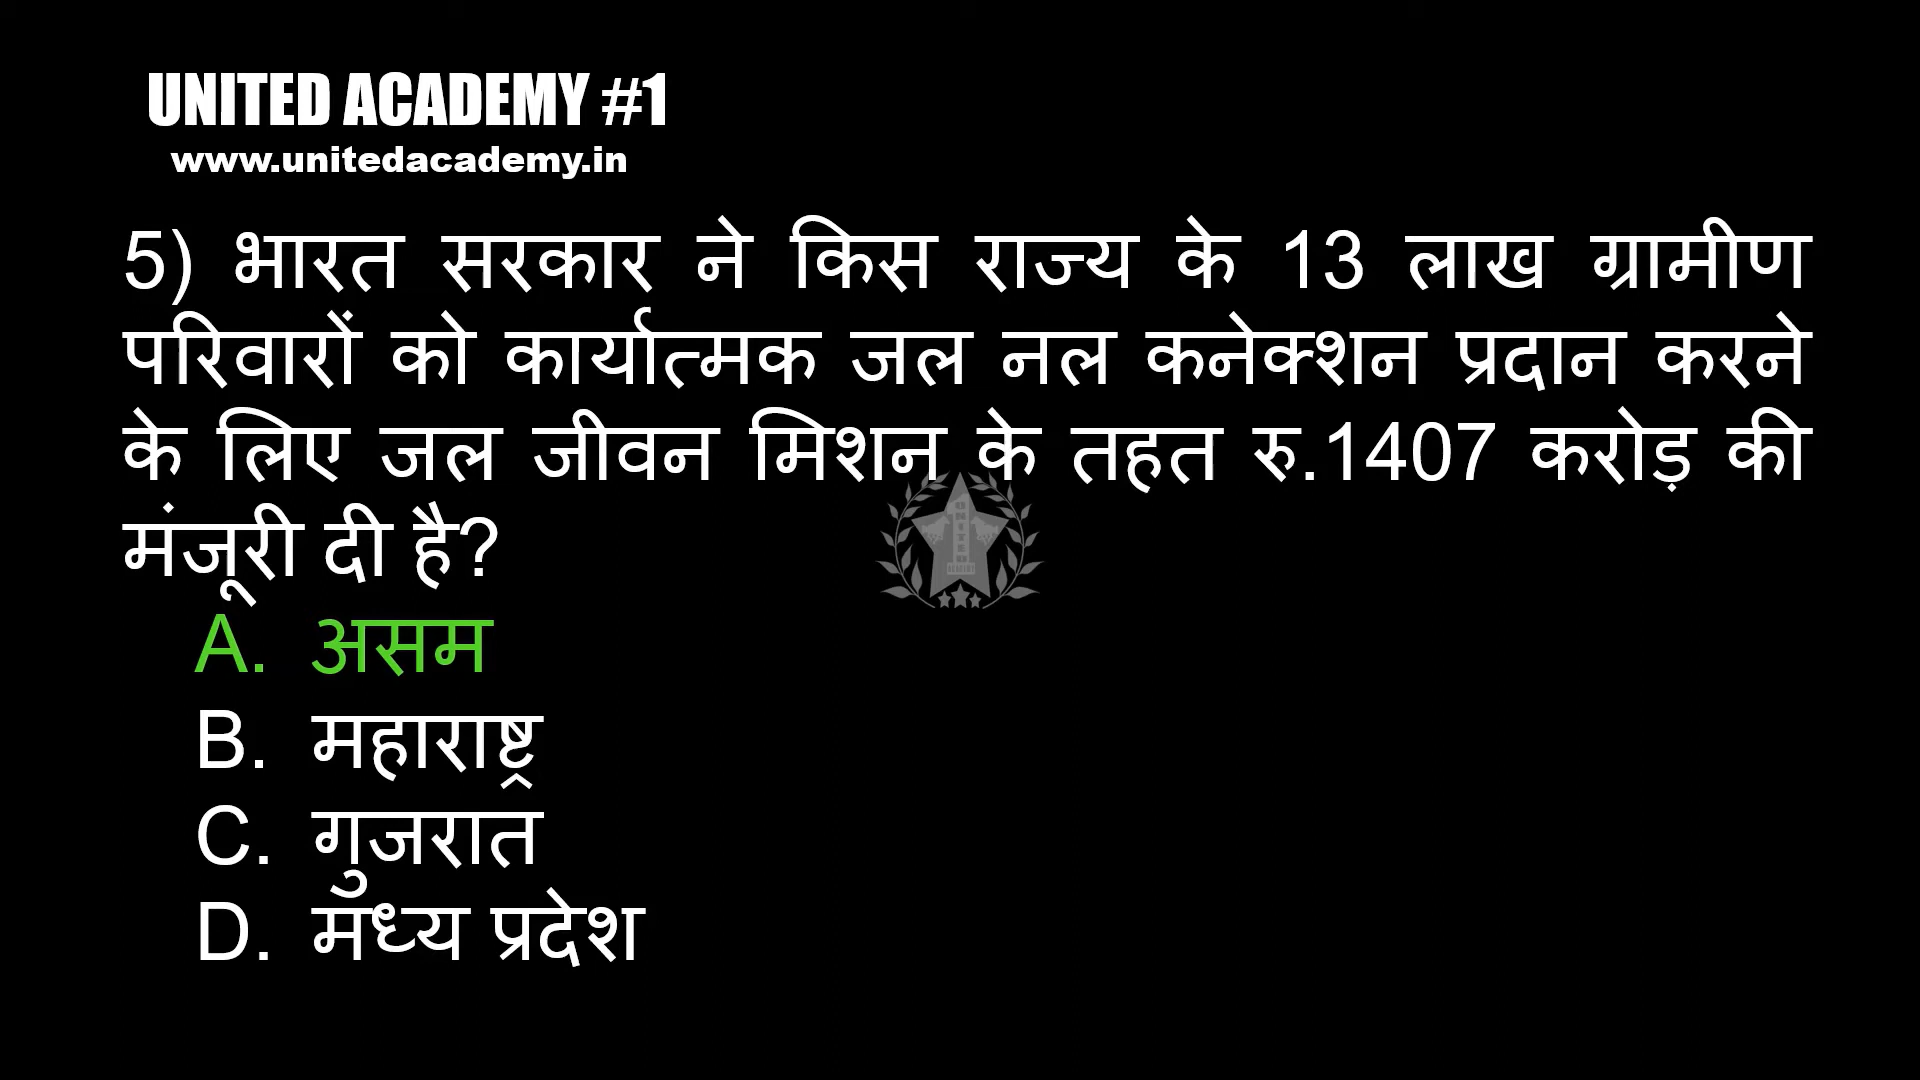 UNITED ACADEMY #1
www.unitedacademy.in
5) भारत सरकार ने किस राज्य के 13 लाख ग्रामीण
परिवारों को कार्यात्मक जल नल कनेक्शन प्रदान करने
के लिए जल जीवन मिशन के तहत रु.1407 करोड़ की
मंजूरी दी है?
A. असम
B. महाराष्ट्र
C. गुजरात
D. मध्य प्रदेश